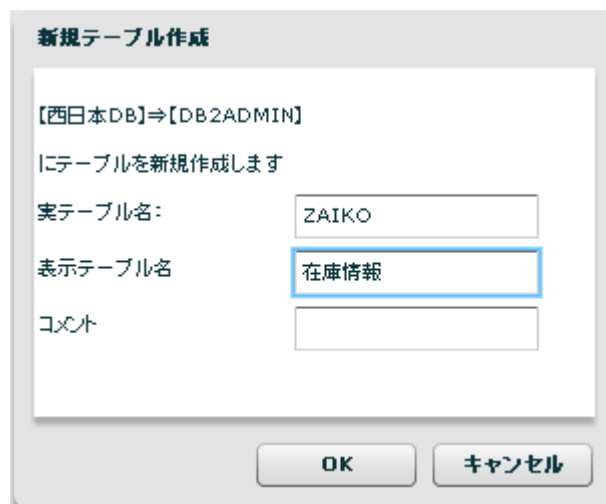 新規テーブル作成
【西日本DB】⇒【DB2ADMIN】
にテーブルを新規作成します
実テーブル名: ZAIKO
表示テーブル名 在庫情報
コメント
OK キャンセル